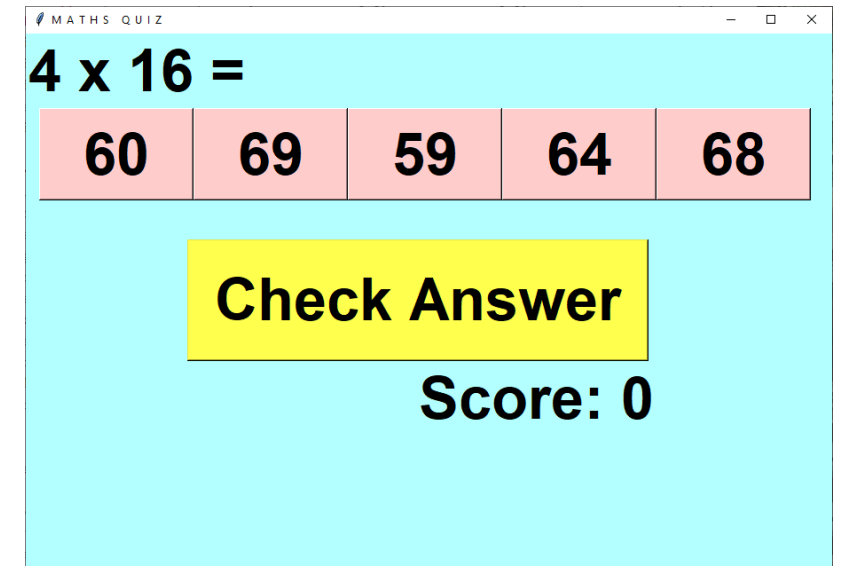 MATHS QUIZ
4 x 16 =
60 69 59 64 68
Check Answer
Score: 0